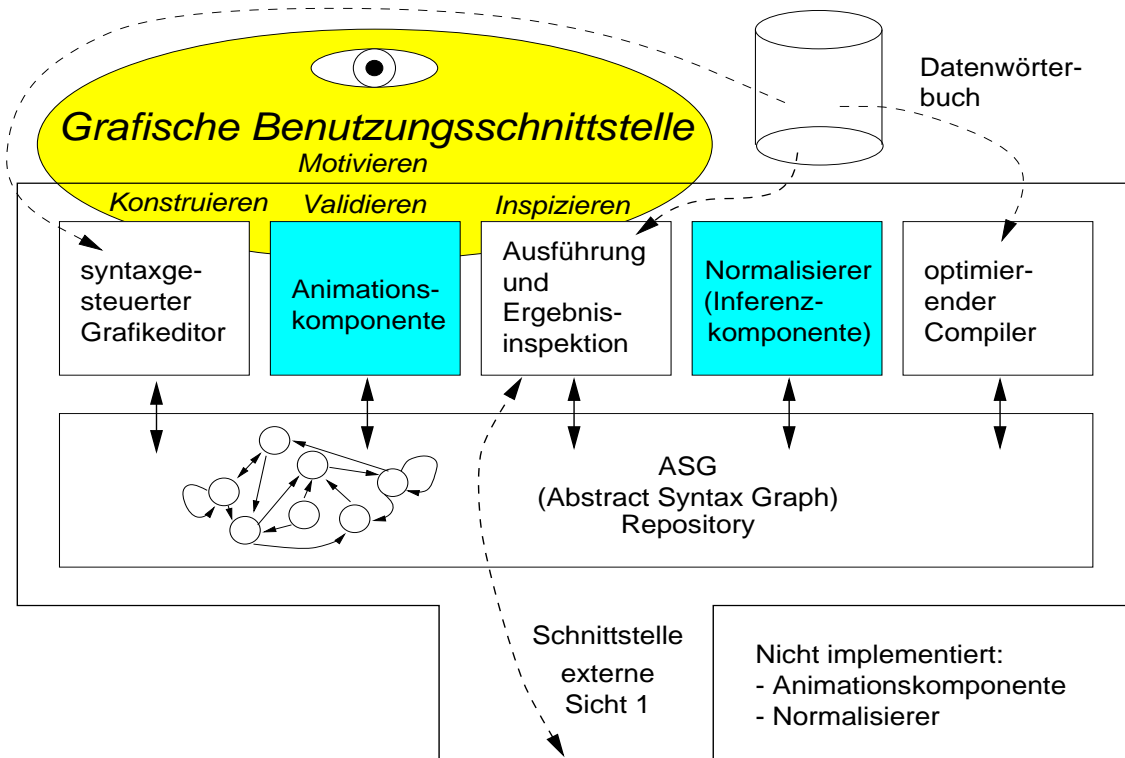 Datenwörter-
buch
Grafische Benutzungsschnittstelle
Motivieren
Konstruieren
Validieren
Inspizieren
syntaxge-
steuerter
Grafikeditor
Animations-
komponente
Ausführung
und
Ergebnis-
inspektion
Normalisierer
(Inferenz-
komponente)
optimier-
ender
Compiler
ASG
(Abstract Syntax Graph)
Repository
Schnittstelle
externe
Sicht 1
Nicht implementiert:
- Animationskomponente
- Normalisierer